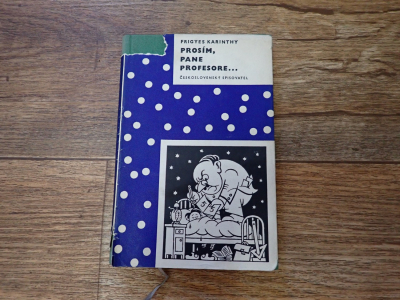 FRIGYES KARINTHY
PROSÍM,
PANE
PROFESORE...
ČESKOSLOVENSKÝ SPISOVATEL